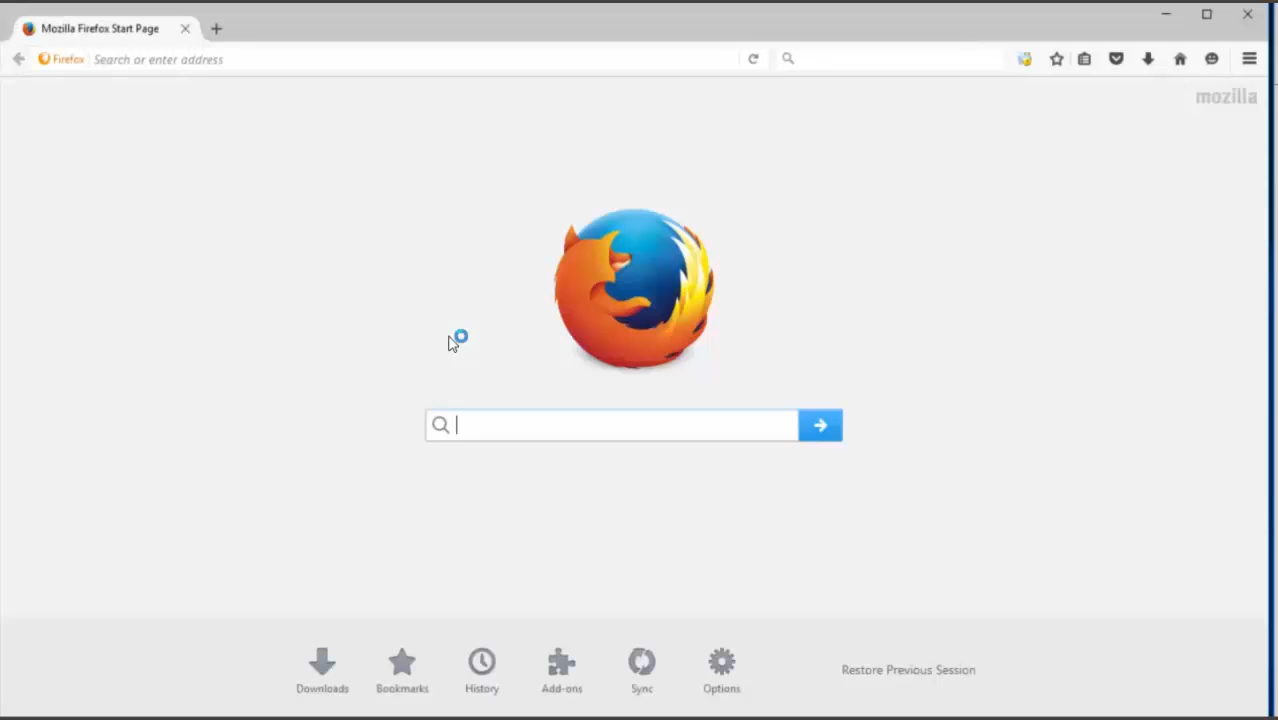 Mozilla Firefox Start Page
Firefox Search or enter address
mozilla
Downloads Bookmarks History Add-ons Sync Options Restore Previous Session